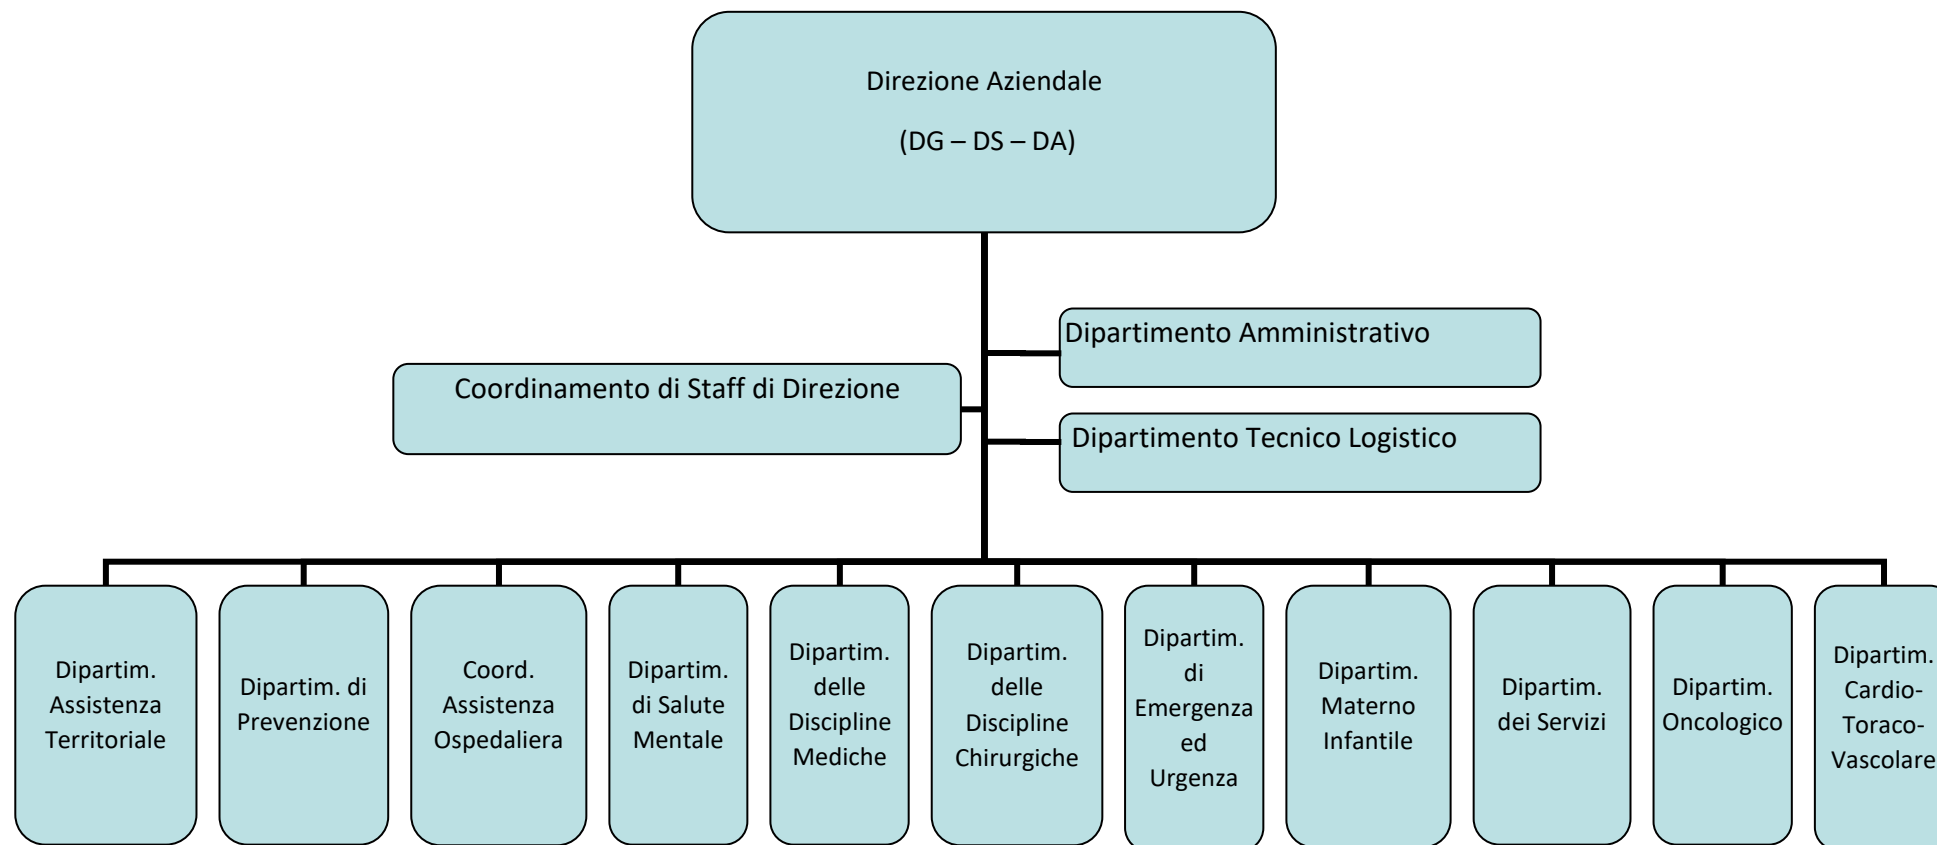 Direzione Aziendale
(DG – DS – DA)
Dipartimento Amministrativo
Coordinamento di Staff di Direzione
Dipartimento Tecnico Logistico
Dipartim.
Assistenza
Territoriale
Dipartim. di
Prevenzione
Coord.
Assistenza
Ospedaliera
Dipartim.
di Salute
Mentale
Dipartim.
delle
Discipline
Mediche
Dipartim.
delle
Discipline
Chirurgiche
Dipartim.
di
Emergenza
ed
Urgenza
Dipartim.
Materno
Infantile
Dipartim.
dei Servizi
Dipartim.
Oncologico
Dipartim.
Cardio-
Toraco-
Vascolare